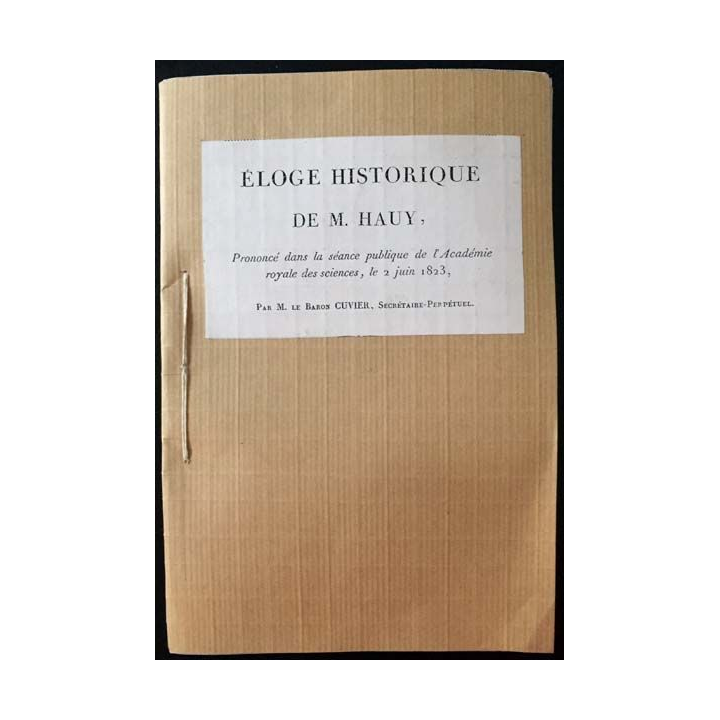 ÉLOGE HISTORIQUE
DE M. HAUY,
Prononcé dans la séance publique de l'Académie
royale des sciences, le 2 juin 1823,
PAR M. LE BARON CUVIER, SECRÉTAIRE-PERPÉTUEL.